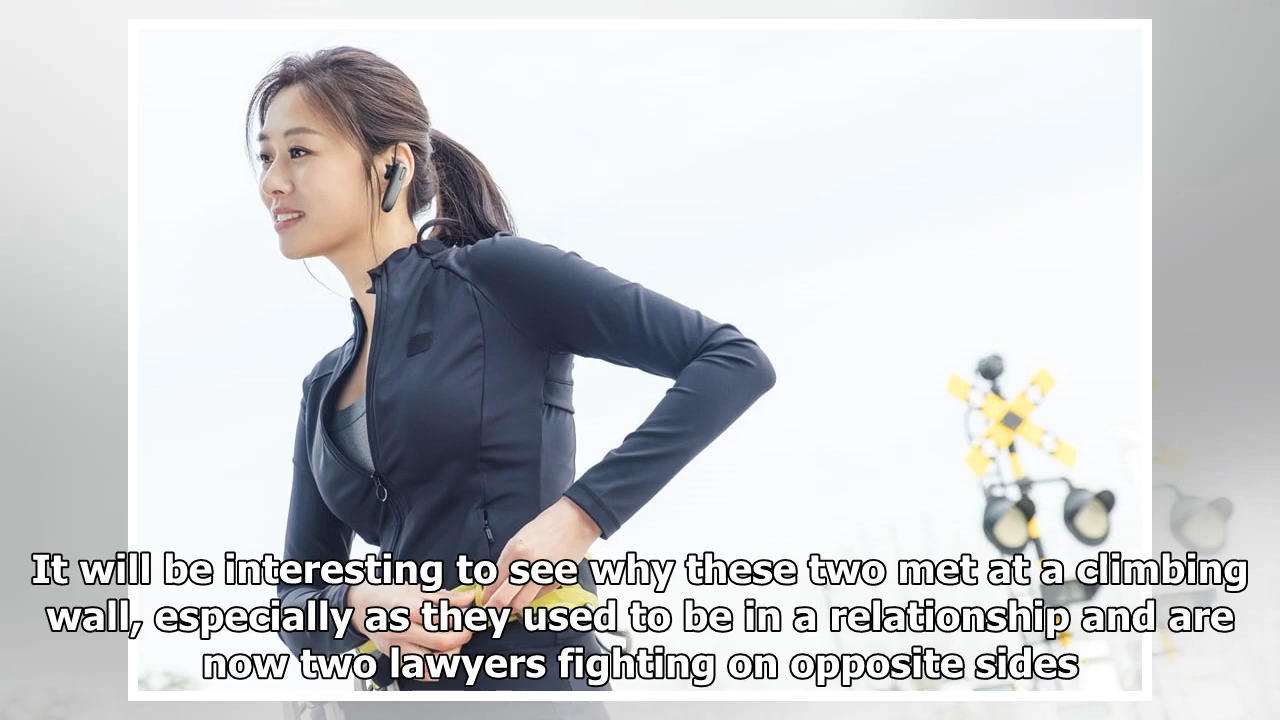 It will be interesting to see why these two met at a climbing
wall, especially as they used to be in a relationship and are
now two lawyers fighting on opposite sides